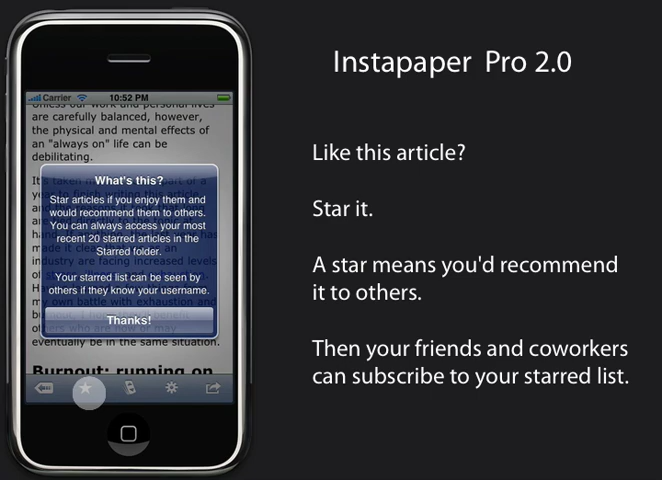 Instapaper Pro 2.0
Like this article?
Star it.
A star means you'd recommend
it to others.
Then your friends and coworkers
can subscribe to your starred list.
Carrier 10:52 PM
Unless our work and personal lives
are carefully balanced, however,
the physical and mental effects of
an "always on" life can be
debilitating.
What's this?
Star articles if you enjoy them and
would recommend them to others.
You can always access your most
recent 20 starred articles in the
Starred folder.
Your starred list can be seen by
others if they know your username.
Thanks!
eventually be in the same situation.
Burnout: running on